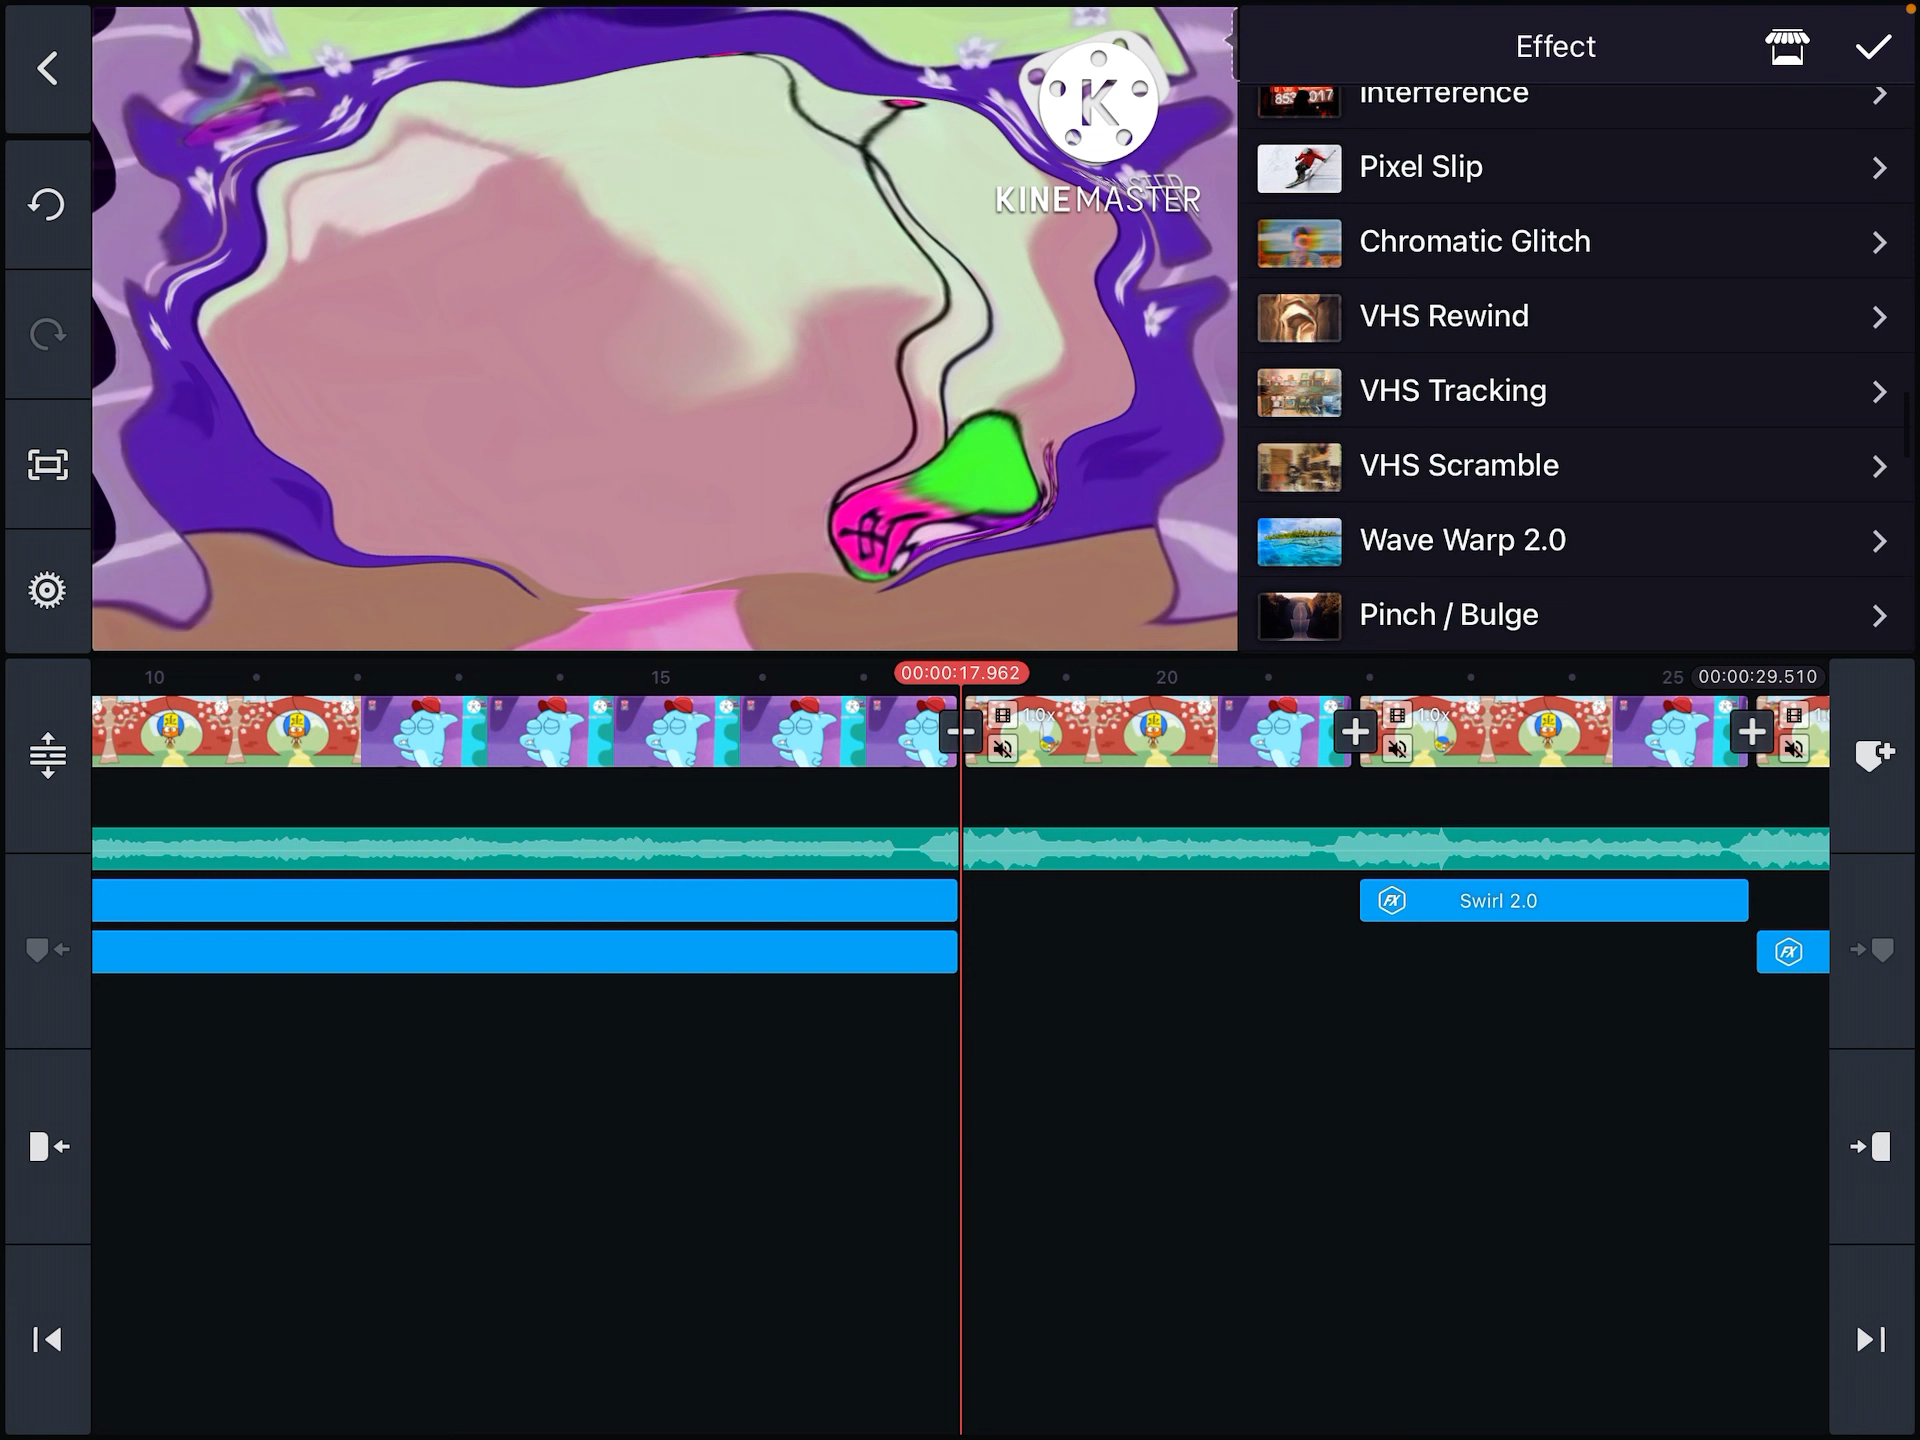 Effect
KINEMASTER
Interference
Pixel Slip
Chromatic Glitch
VHS Rewind
VHS Tracking
VHS Scramble
Wave Warp 2.0
Pinch / Bulge
10
15
00:00:17.962
20
25
00:00:29.510
1.0x
1.0x
Swirl 2.0
FX
FX